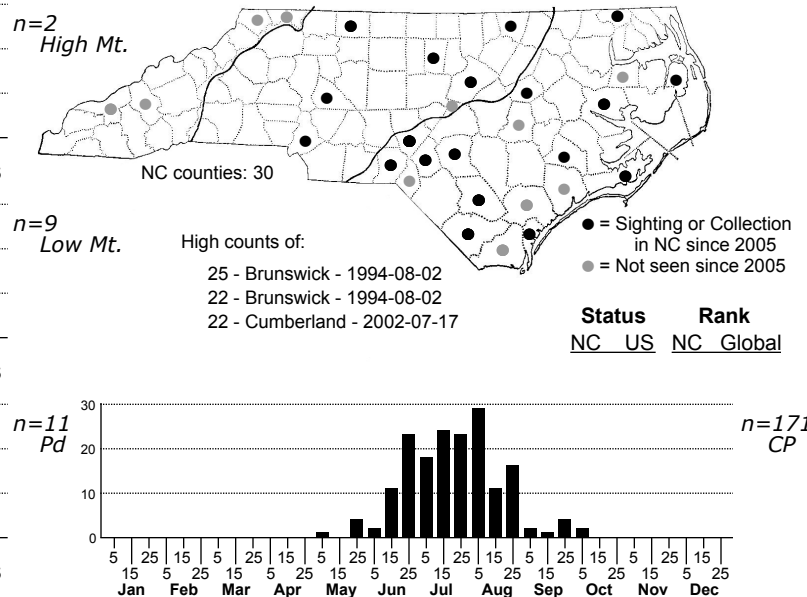 n=2
High Mt.
NC counties: 30
n=9
Low Mt.
High counts of:
25 - Brunswick - 1994-08-02
22 - Brunswick - 1994-08-02
22 - Cumberland - 2002-07-17
= Sighting or Collection
in NC since 2005
= Not seen since 2005
Status Rank
NC US NC Global
n=11
Pd
n=171
CP
30
20
10
0
5 25 15 5 25 15 5 25 15 5 25 15 5 25 15 5 25 15
15 5 25 15 5 25 15 5 25 15 5 25 15 5 25 15 5 25
Jan Feb Mar Apr May Jun Jul Aug Sep Oct Nov Dec